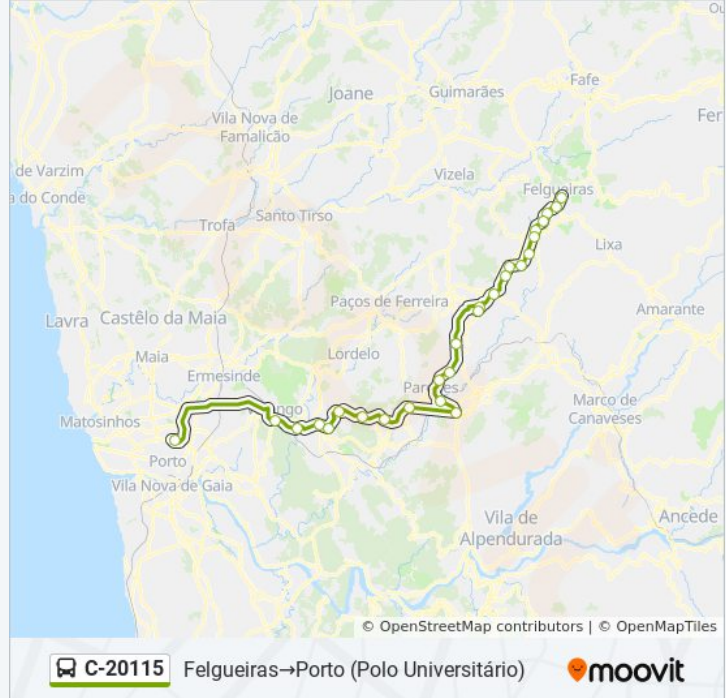 Ou
Joane
Guimarães
Fafe
Fer
Vila Nova de
Famalicão
de Varzim
a do Conde
Vizela
Felgueiras
Trofa
Santo Tirso
Lixa
Paços de Ferreira
Amarante
Lavra
Castêlo da Maia
Maia
Lordelo
Ermesinde
Marco de
Canaveses
Matosinhos
Porto
Vila Nova de Gaia
Vila de
Alpendurada
Ancède
© OpenStreetMap contributors | © OpenMapTiles
C-20115 Felgueiras→Porto (Polo Universitário) moovit